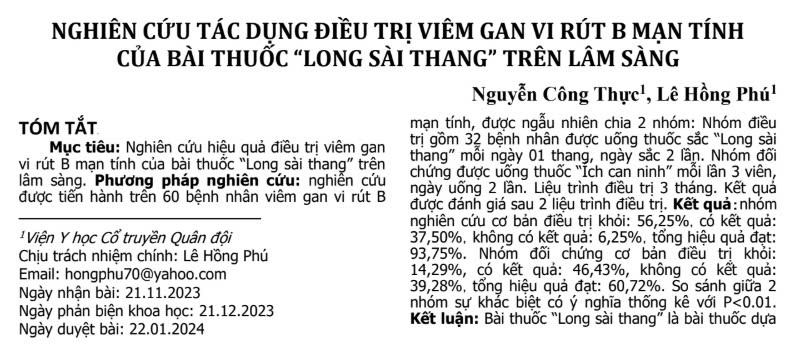 NGHIÊN CỨU TÁC DỤNG ĐIỀU TRỊ VIÊM GAN VI RÚT B MẠN TÍNH
CỦA BÀI THUỐC “LONG SÀI THANG” TRÊN LÂM SÀNG
Nguyễn Công Thực¹, Lê Hồng Phú¹
TÓM TẮT
Mục tiêu: Nghiên cứu hiệu quả điều trị viêm gan
vi rút B mạn tính của bài thuốc “Long sài thang” trên
lâm sàng. Phương pháp nghiên cứu: nghiên cứu
được tiến hành trên 60 bệnh nhân viêm gan vi rút B
¹Viện Y học Cổ truyền Quân đội
Chịu trách nhiệm chính: Lê Hồng Phú
Email: hongphu70@yahoo.com
Ngày nhận bài: 21.11.2023
Ngày phản biện khoa học: 21.12.2023
Ngày duyệt bài: 22.01.2024
mạn tính, được ngẫu nhiên chia 2 nhóm: Nhóm điều
trị gồm 32 bệnh nhân được uống thuốc sắc “Long sài
thang” mỗi ngày 01 thang, ngày sắc 2 lần. Nhóm đối
chứng được uống thuốc “Ích can ninh” mỗi lần 3 viên,
ngày uống 2 lần. Liệu trình điều trị 3 tháng. Kết quả
được đánh giá sau 2 liệu trình điều trị. Kết quả: nhóm
nghiên cứu cơ bản điều trị khỏi: 56,25%, có kết quả:
37,50%, không có kết quả: 6,25%, tổng hiệu quả đạt:
93,75%. Nhóm đối chứng cơ bản điều trị khỏi:
14,29%, có kết quả: 46,43%, không có kết quả:
39,28%, tổng hiệu quả đạt: 60,72%. So sánh giữa 2
nhóm sự khác biệt có ý nghĩa thống kê với P<0.01.
Kết luận: Bài thuốc “Long sài thang” là bài thuốc dựa